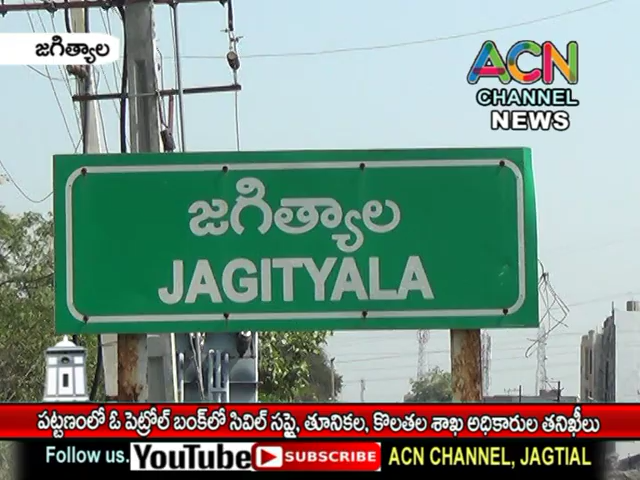 జగిత్యాల
ACN
CHANNEL
NEWS
జగిత్యాల
JAGITYALA
పట్టణంలో ఓ పెట్రోల్ బంక్‌లో సివిల్ సప్లై, తూనికల, కొలతల శాఖ అధికారుల తనిఖీలు
Follow us. YouTube SUBSCRIBE ACN CHANNEL, JAGTIAL